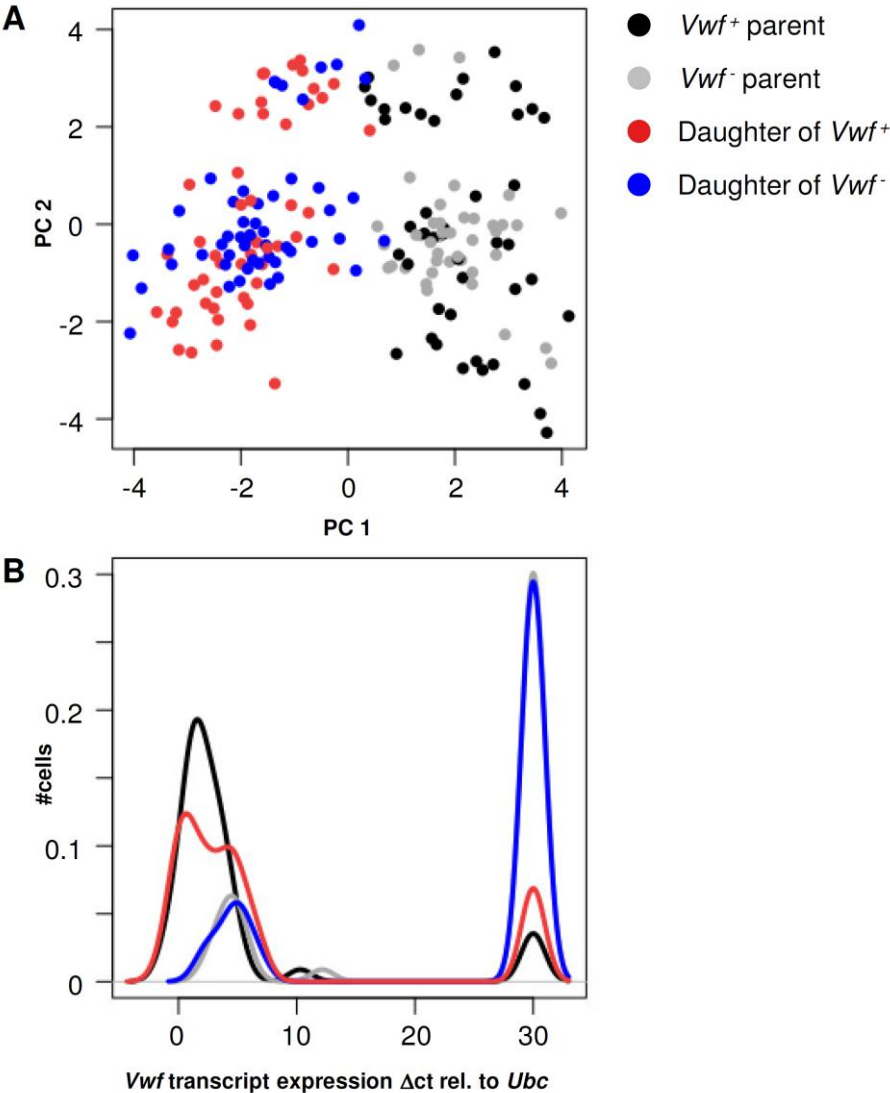 A
4
2
0
-2
-4
PC 2
-4 -2 0 2 4
PC 1
Vwf + parent
Vwf - parent
Daughter of Vwf +
Daughter of Vwf -
B
0.3
0.2
0.1
0
#cells
0 10 20 30
Vwf transcript expression Δct rel. to Ubc